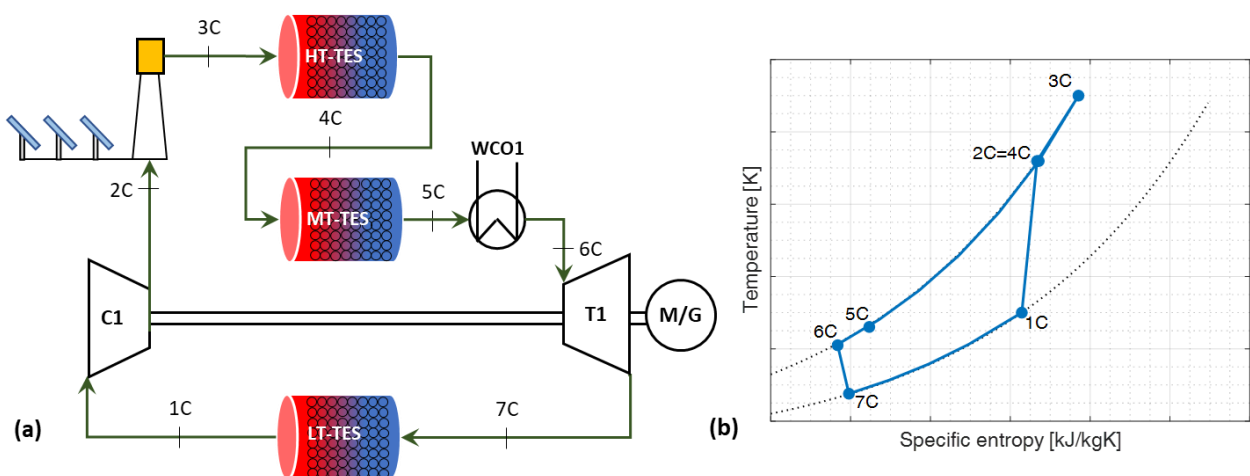 3C
HT-TES
4C
WCO1
2C
MT-TES
5C
6C
C1
T1
M/G
1C
LT-TES
7C
(a)
Temperature [K]
3C
2C=4C
5C
6C
1C
7C
Specific entropy [kJ/kgK]
(b)